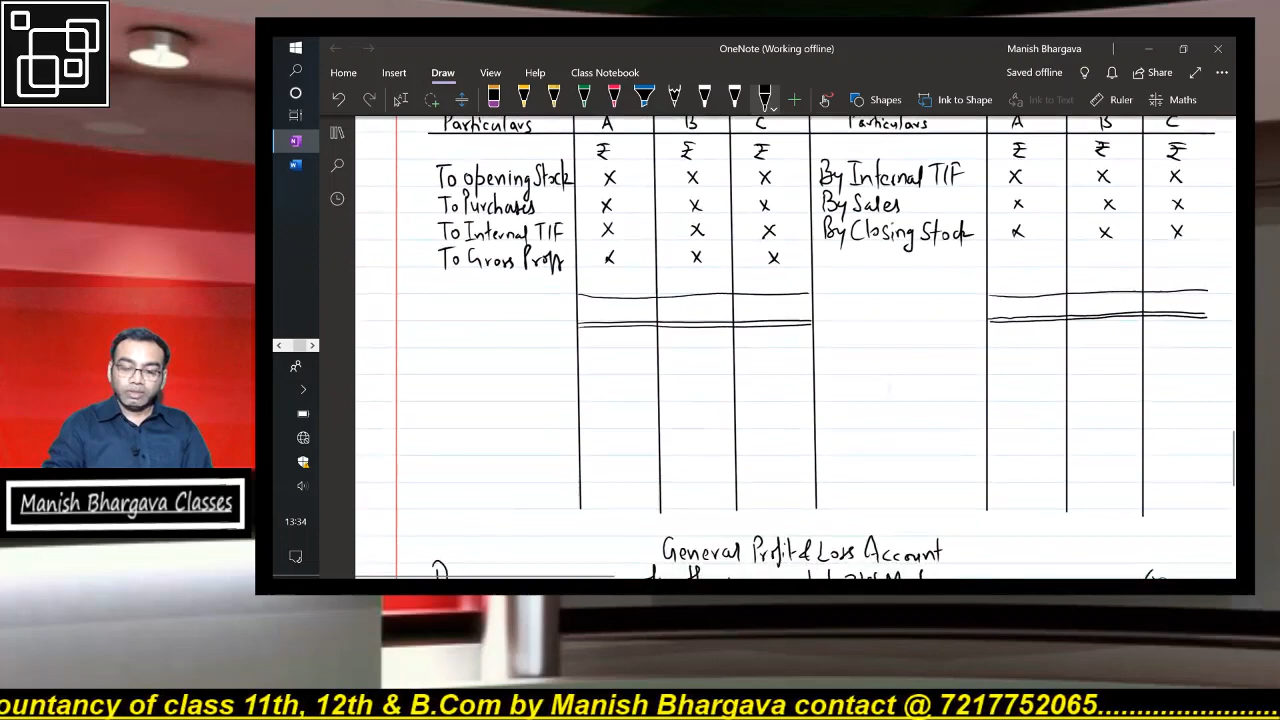 OneNote (Working offline)
Manish Bhargava
Home Insert Draw View Help Class Notebook
Saved offline
Share
Shapes
Ink to Shape
Ink to Text
Ruler
Maths
Particulars A B C Particulars A B C
₹ ₹ ₹ ₹ ₹ ₹
To opening Stock x x x By Internal T/F x x x
To Purchases x x x By Sales x x x
To Internal T/F x x x By Closing Stock x x x
To Gross Profit x x x
General Profit & Loss Account
Manish Bhargava Classes
13:34
ountancy of class 11th, 12th & B.Com by Manish Bhargava contact @ 7217752065